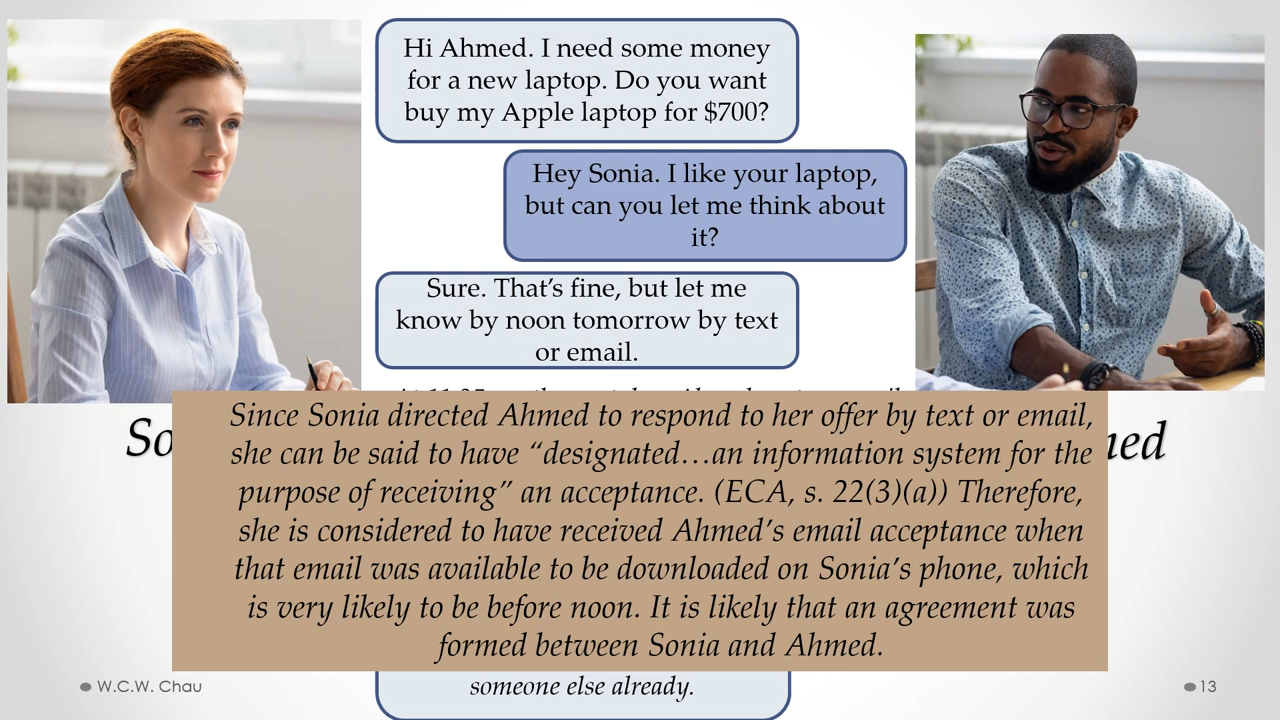 Hi Ahmed. I need some money
for a new laptop. Do you want
buy my Apple laptop for $700?
Hey Sonia. I like your laptop,
but can you let me think about
it?
Sure. That’s fine, but let me
know by noon tomorrow by text
or email.
So
ned
Since Sonia directed Ahmed to respond to her offer by text or email,
she can be said to have “designated…an information system for the
purpose of receiving” an acceptance. (ECA, s. 22(3)(a)) Therefore,
she is considered to have received Ahmed’s email acceptance when
that email was available to be downloaded on Sonia’s phone, which
is very likely to be before noon. It is likely that an agreement was
formed between Sonia and Ahmed.
someone else already.
W.C.W. Chau
13